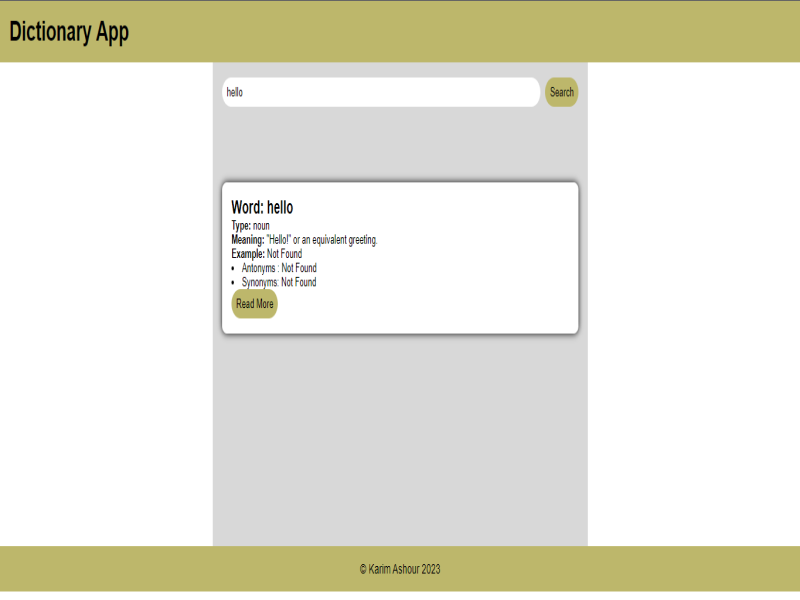 Dictionary App
hello
Search
Word: hello
Type: noun
Meaning: "Hello!" or an equivalent greeting.
Example: Not Found
• Antonyms : Not Found
• Synonyms: Not Found
Read More
© Karim Ashour 2023